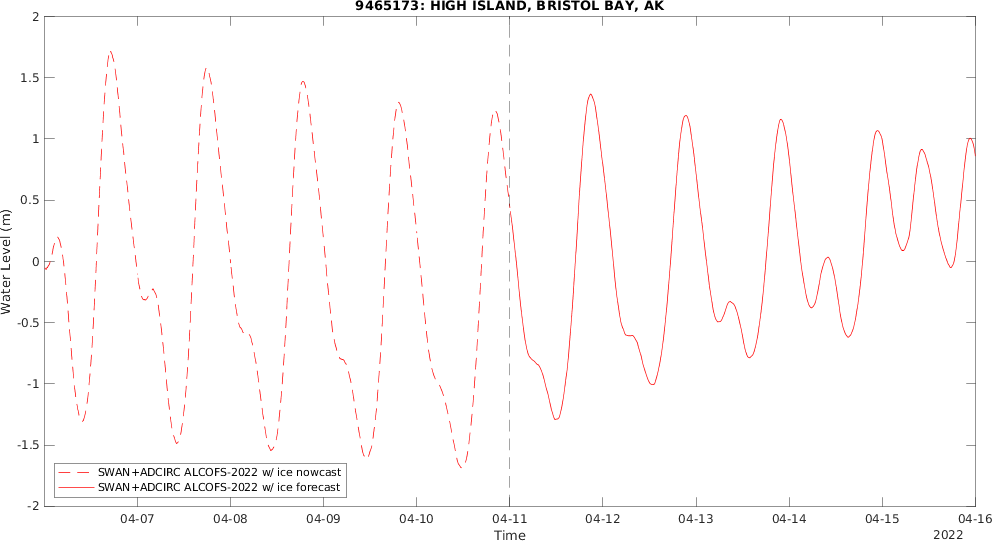 9465173: HIGH ISLAND, BRISTOL BAY, AK
2
1.5
1
0.5
0
-0.5
-1
-1.5
-2
Water Level (m)
SWAN+ADCIRC ALCOFS-2022 w/ ice nowcast
SWAN+ADCIRC ALCOFS-2022 w/ ice forecast
04-07 04-08 04-09 04-10 04-11 04-12 04-13 04-14 04-15 04-16
Time
2022